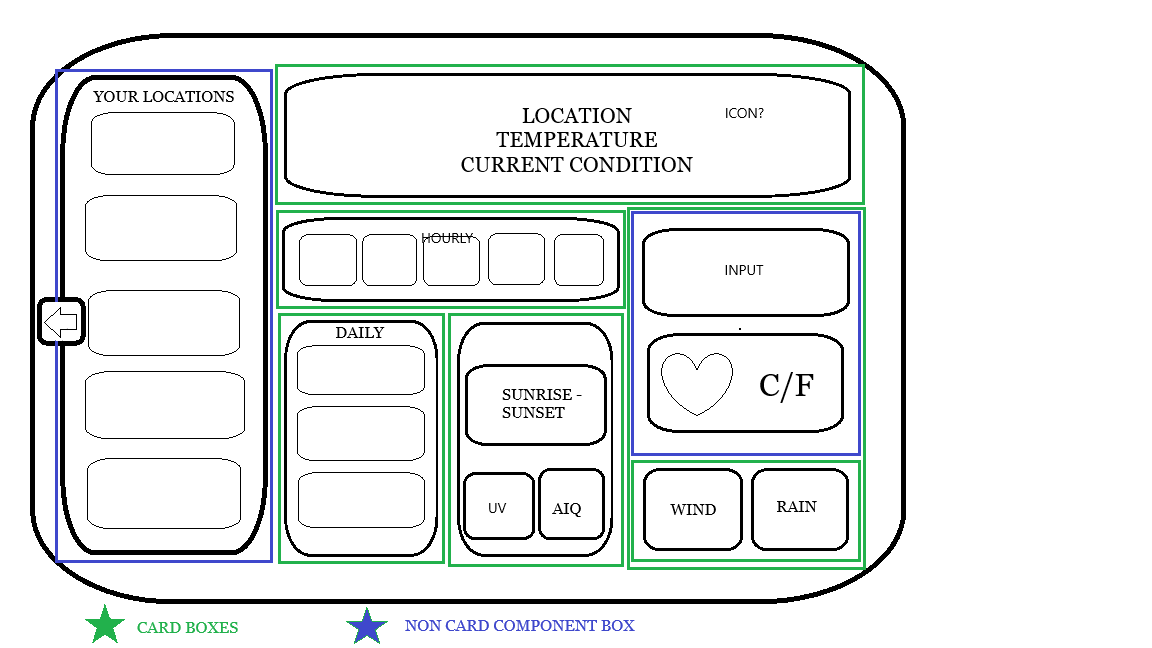 YOUR LOCATIONS
LOCATION
TEMPERATURE
CURRENT CONDITION
ICON?
HOURLY
INPUT
C/F
DAILY
SUNRISE -
SUNSET
UV
AIQ
WIND
RAIN
CARD BOXES
NON CARD COMPONENT BOX